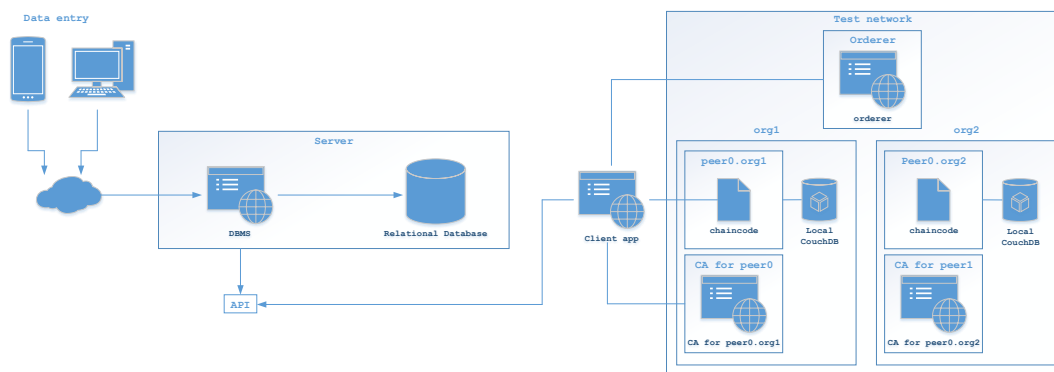 Data entry
Test network
Orderer
orderer
Server
org1
org2
peer0.org1
Peer0.org2
DBMS
Relational Database
Client app
chaincode
Local
CouchDB
chaincode
Local
CouchDB
CA for peer0
CA for peer1
API
CA for peer0.org1
CA for peer0.org2